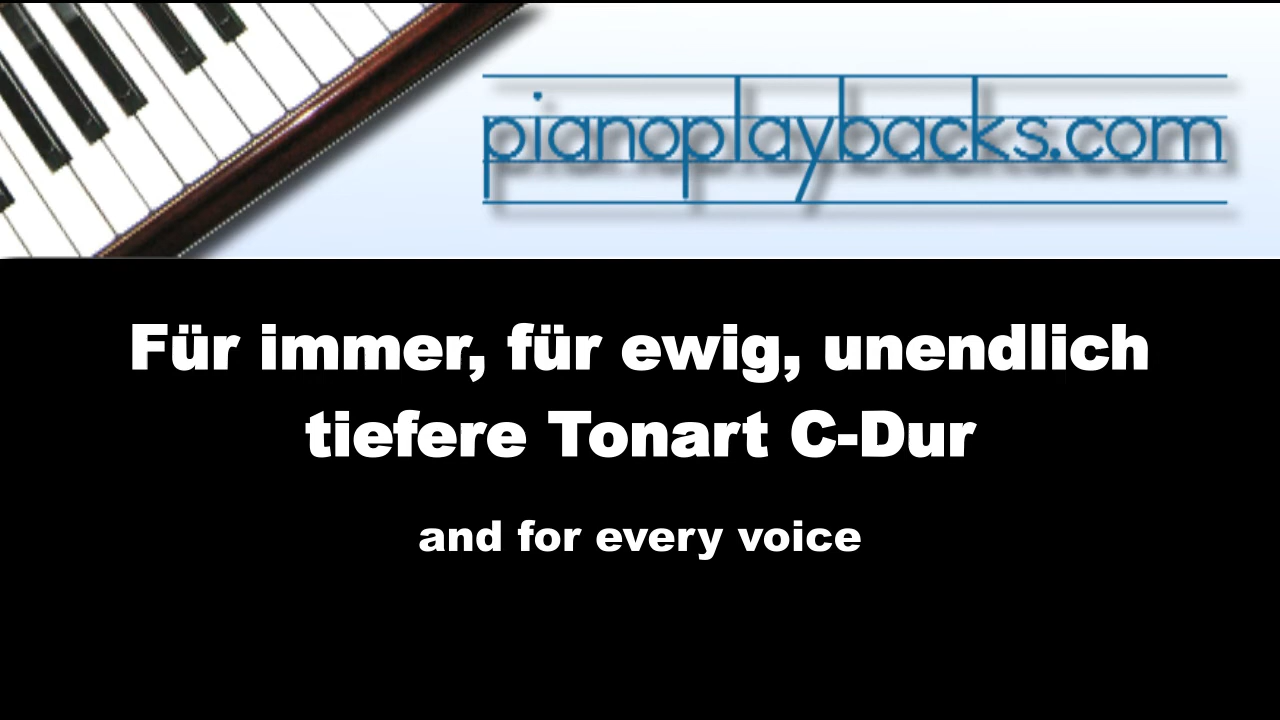 pianoplaybacks.com
Für immer, für ewig, unendlich
tiefere Tonart C-Dur
and for every voice